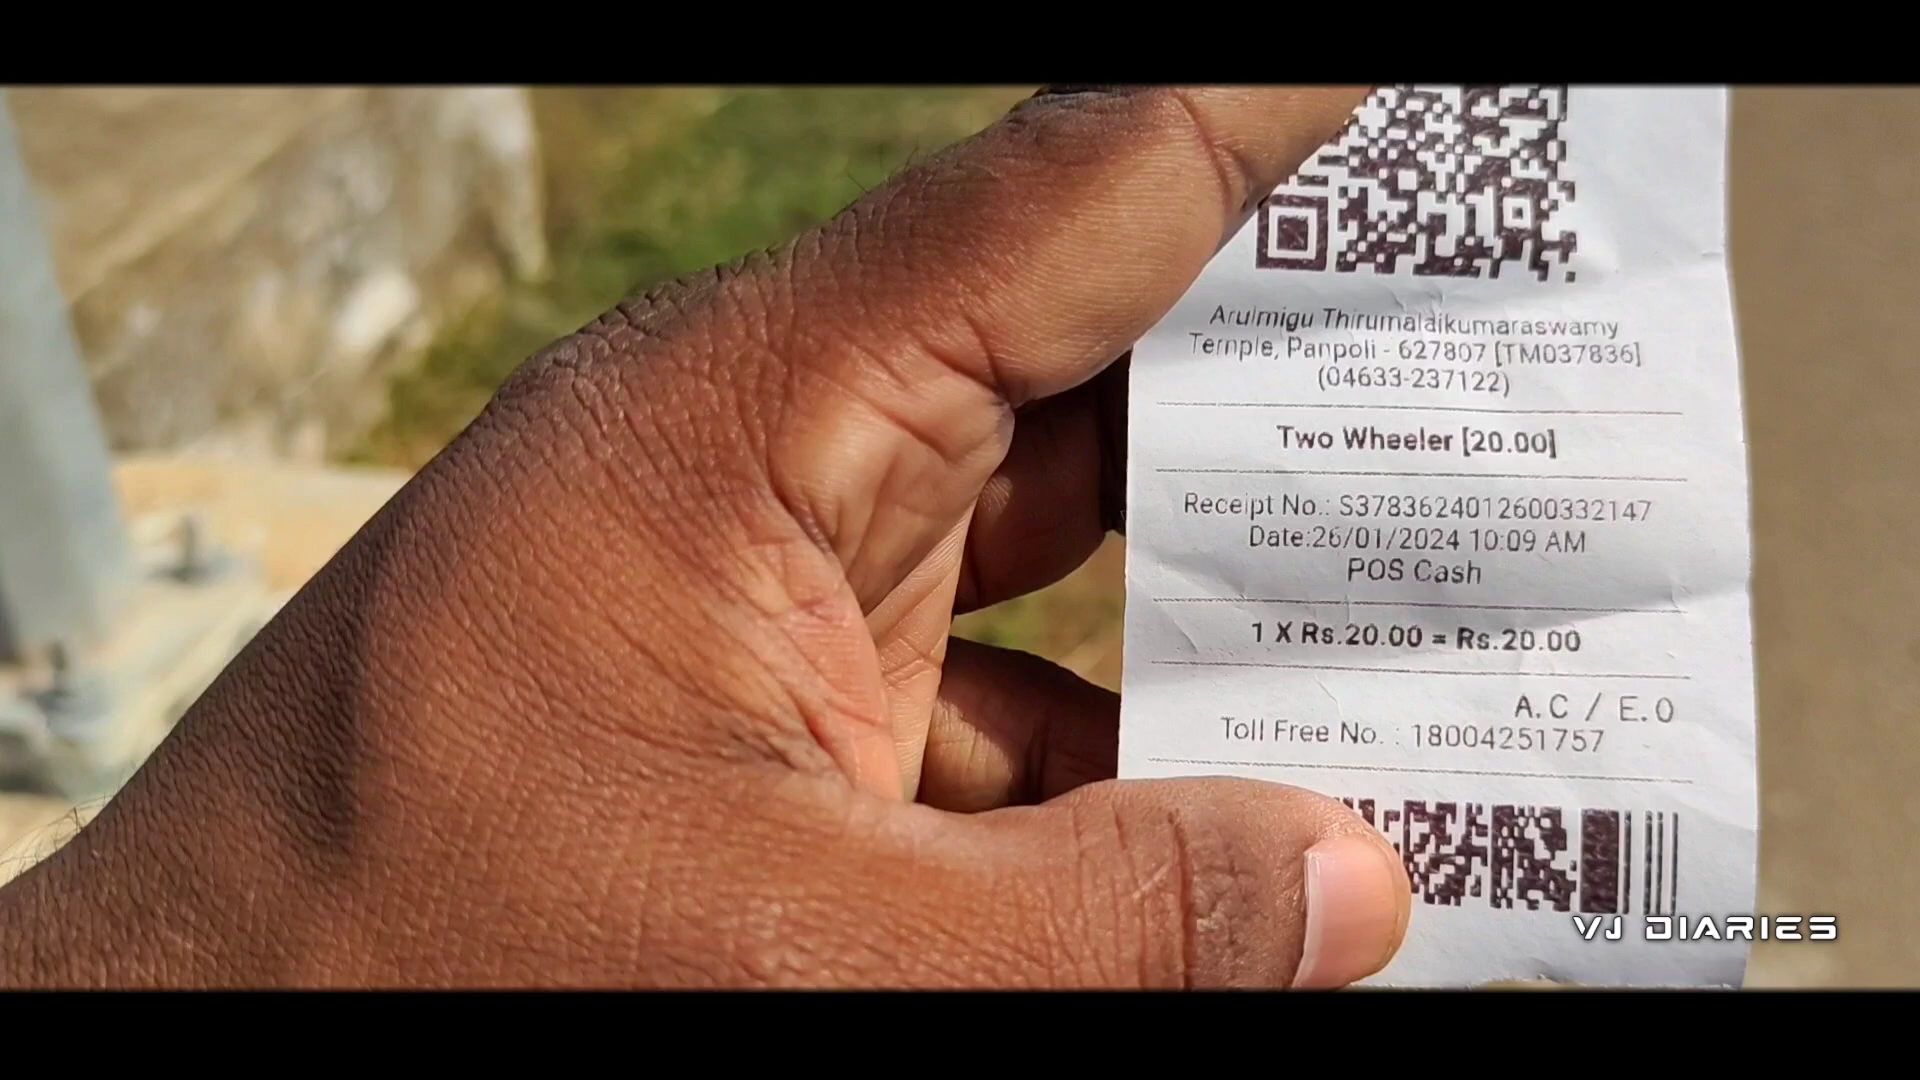 Arulmigu Thirumalaikumaraswamy
Temple, Panpoli - 627807 [TM037836]
(04633-237122)
Two Wheeler [20.00]
Receipt No.: S3783624012600332147
Date:26/01/2024 10:09 AM
POS Cash
1 X Rs.20.00 = Rs.20.00
A.C / E.O
Toll Free No. : 18004251757
VJ DIARIES